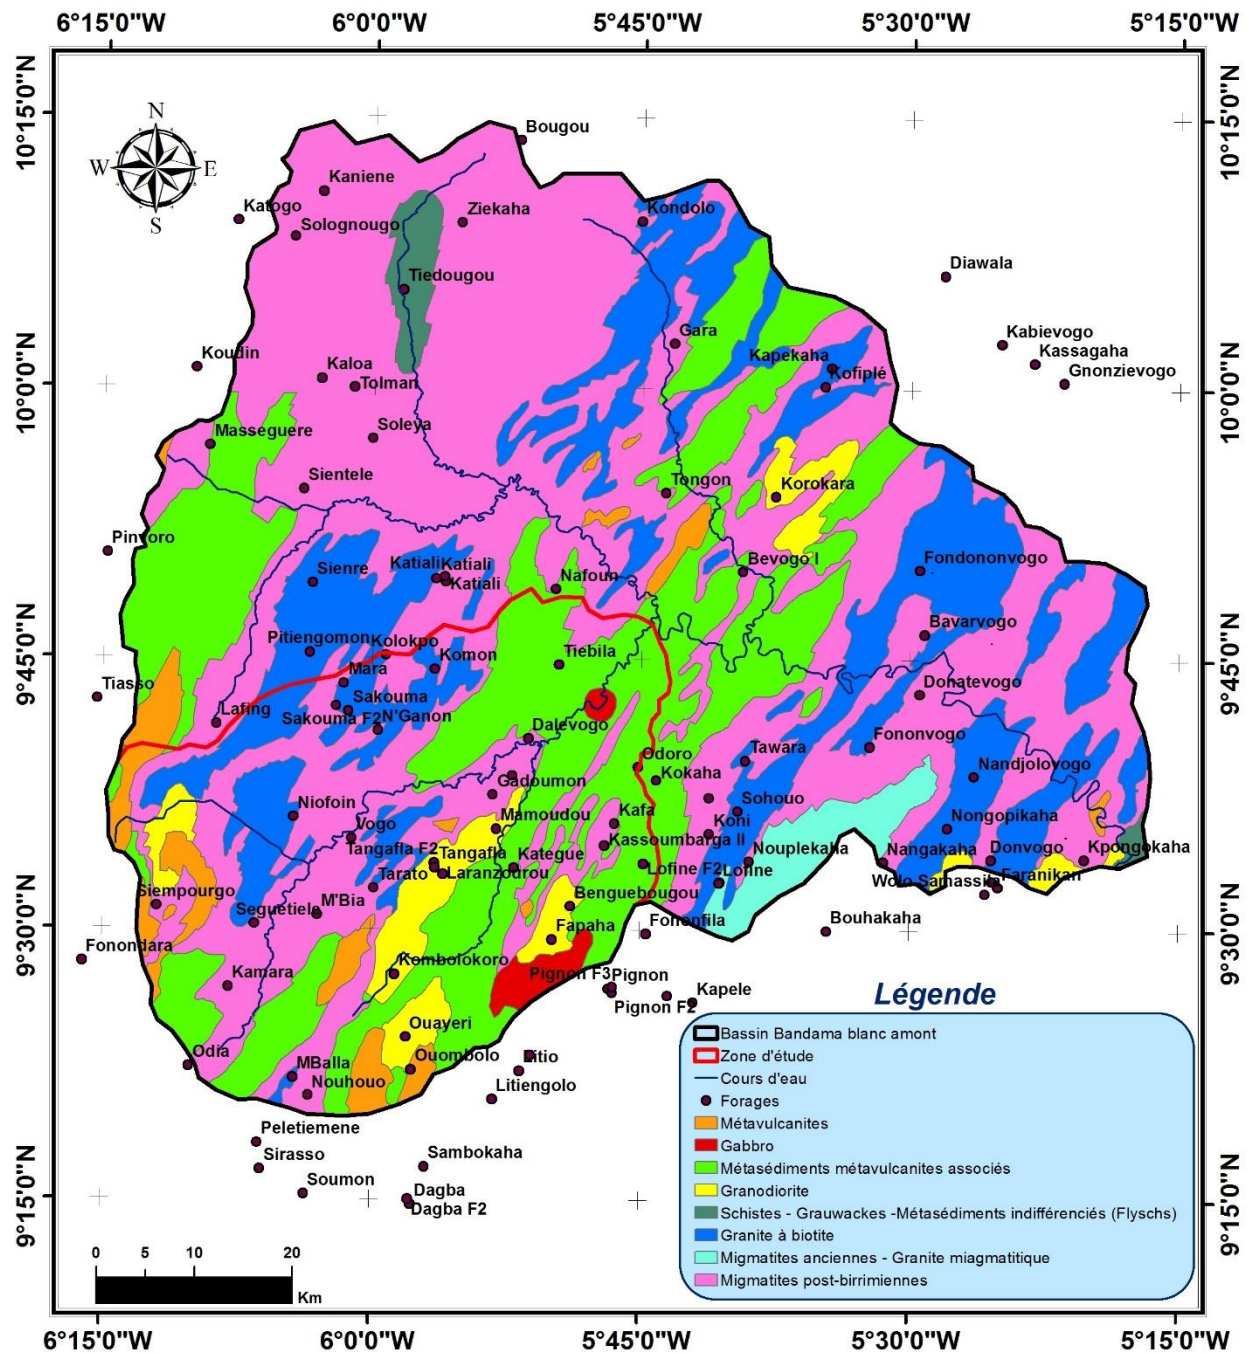 6°15'0"W 6°0'0"W 5°45'0"W 5°30'0"W 5°15'0"W
10°15'0"N
10°15'0"N
N
W E
S
Bougou
Kaniene
Katogo
Solognougo
Ziekaha
Kondolo
Tiedougou
Diawala
Gara
Kabievogo
Koudin
Kaloa
Tolman
Kapekaha
Kassagaha
Kofiplé
Gnonzievogo
10°0'0"N
10°0'0"N
Masseguere
Soleya
Sientele
Tongon
Korokara
Pinvoro
Sienre
Katiali
Katiali
Katiali
Nafoun
Bevogo I
Fondononvogo
Pitiengomon
Kolokpo
Komon
Tiebila
Bavarvogo
9°45'0"N
9°45'0"N
Mara
Tiasso
Sakouma
Donatevogo
Lafing
Sakouma F2
N'Ganon
Dalevogo
Fononvogo
Odoro
Tawara
Kokaha
Nandjolovogo
Gadoumon
Niofoin
Mamoudou
Kafa
Koni
Sohouo
Nongopikaha
Vogo
Kassoumbarga II
Tangafla F2
Tangafla
Kategue
Nouplekaha
Nangakaha
Donvogo
Kpongokaha
Tarato
Laranzourou
Lofine F2
Lofine
Wolo Samassila
Faranikan
Siempourgo
M'Bia
Benguebougou
Seguetiele
Fapaha
Fononfila
Bouhakaha
9°30'0"N
9°30'0"N
Fonondara
Kamara
Kombolokoro
Pignon F3
Pignon
Pignon F2
Kapele
Ouayeri
Odia
MBalla
Ouombolo
Litio
Nouhouo
Litiengolo
Peletiemene
Sirasso
Sambokaha
Soumon
Dagba
Dagba F2
9°15'0"N
9°15'0"N
Légende
Bassin Bandama blanc amont
Zone d'étude
Cours d'eau
Forages
Métavulcanites
Gabbro
Métasédiments métavulcanites associés
Granodiorite
Schistes - Grauwackes -Métasédiments indifférenciés (Flyschs)
Granite à biotite
Migmatites anciennes - Granite miagmatitique
Migmatites post-birrimiennes
0 5 10 20
Km
6°15'0"W 6°0'0"W 5°45'0"W 5°30'0"W 5°15'0"W